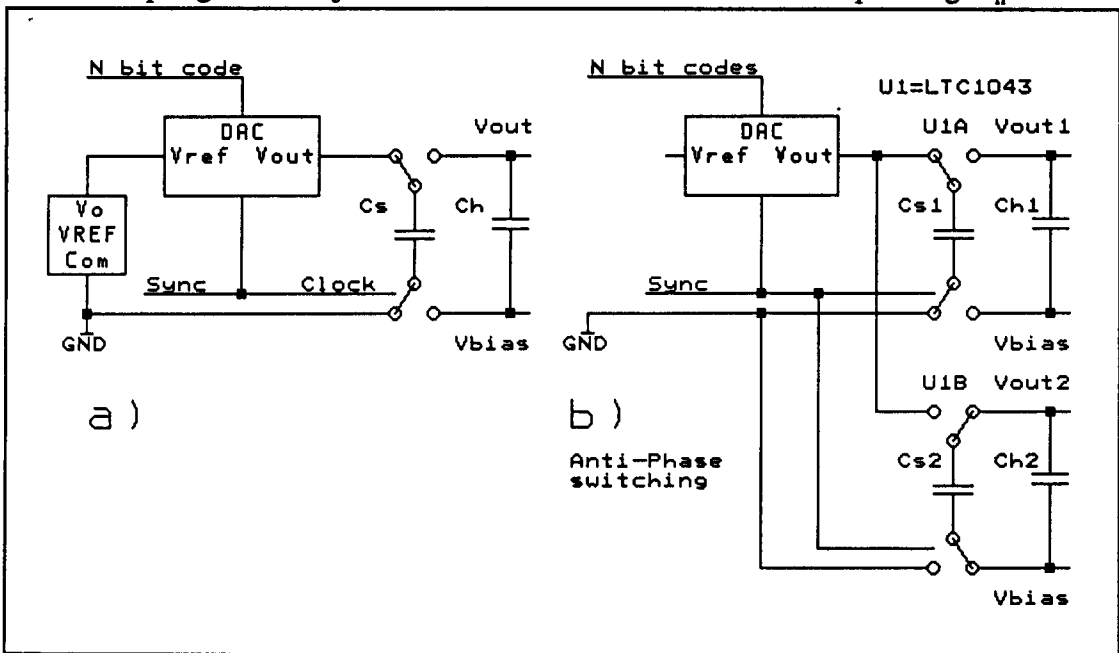 N bit code
DAC
Vref Vout
Vout
Vo
VREF
Com
Cs
Ch
Sync
Clock
GND
Vbias
a)
N bit codes
U1=LTC1043
DAC
Vref Vout
U1A
Vout1
Cs1
Ch1
Sync
GND
Vbias
b)
U1B
Vout2
Anti-Phase
switching
Cs2
Ch2
Vbias